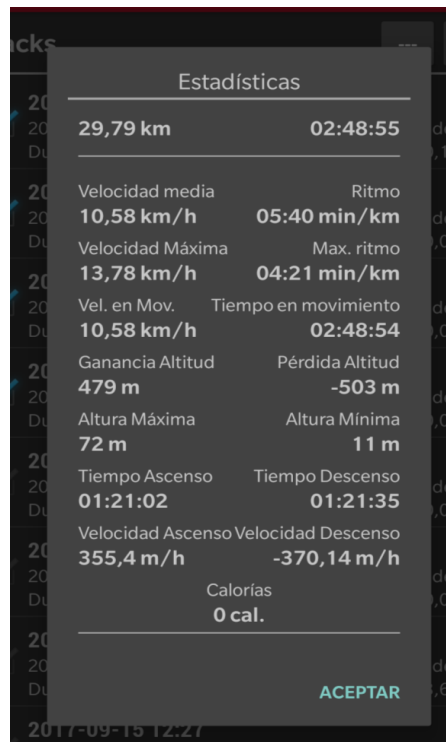 Estadísticas
29,79 km 02:48:55
Velocidad media Ritmo
10,58 km/h 05:40 min/km
Velocidad Máxima Max. ritmo
13,78 km/h 04:21 min/km
Vel. en Mov. Tiempo en movimiento
10,58 km/h 02:48:54
Ganancia Altitud Pérdida Altitud
479 m -503 m
Altura Máxima Altura Mínima
72 m 11 m
Tiempo Ascenso Tiempo Descenso
01:21:02 01:21:35
Velocidad Ascenso Velocidad Descenso
355,4 m/h -370,14 m/h
Calorías
0 cal.
ACEPTAR
2017-09-15 12:27